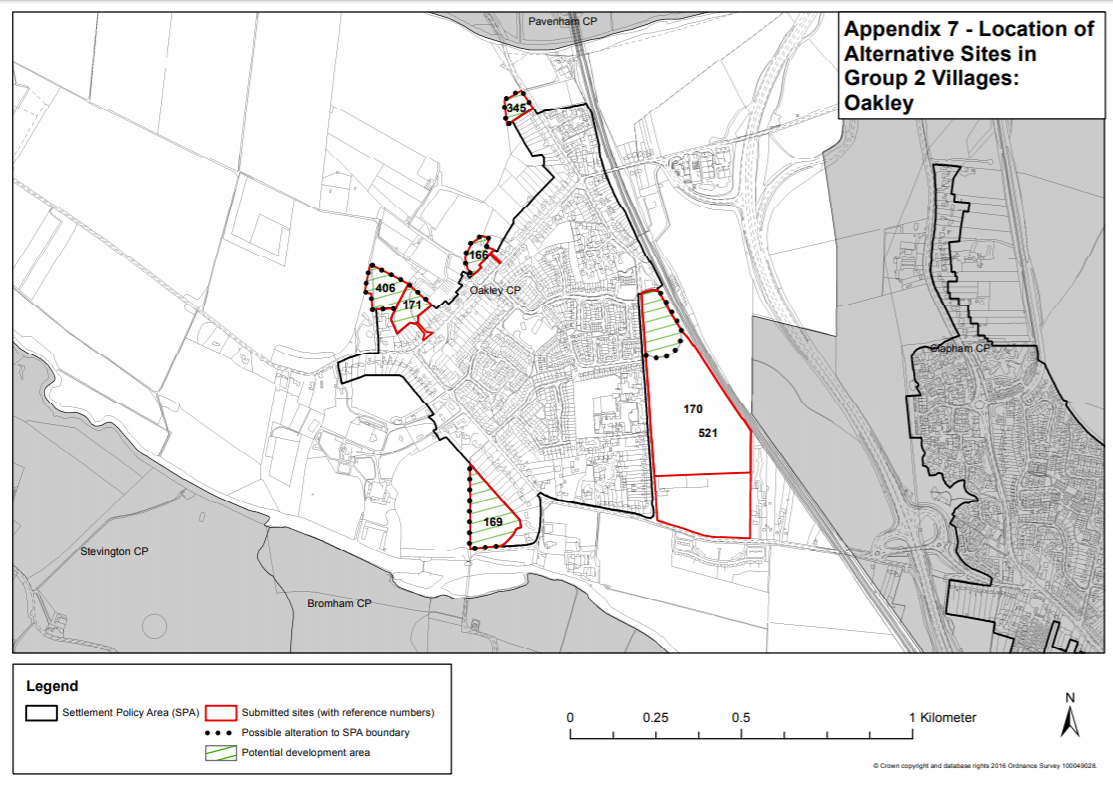 Pavenham CP
Appendix 7 - Location of
Alternative Sites in
Group 2 Villages:
Oakley
345
166
406
Oakley CP
171
Clapham CP
170
521
169
Stevington CP
Bromham CP
Legend
Settlement Policy Area (SPA)
Submitted sites (with reference numbers)
Possible alteration to SPA boundary
Potential development area
0 0.25 0.5 1 Kilometer
N
© Crown copyright and database rights 2016 Ordnance Survey 100049028.